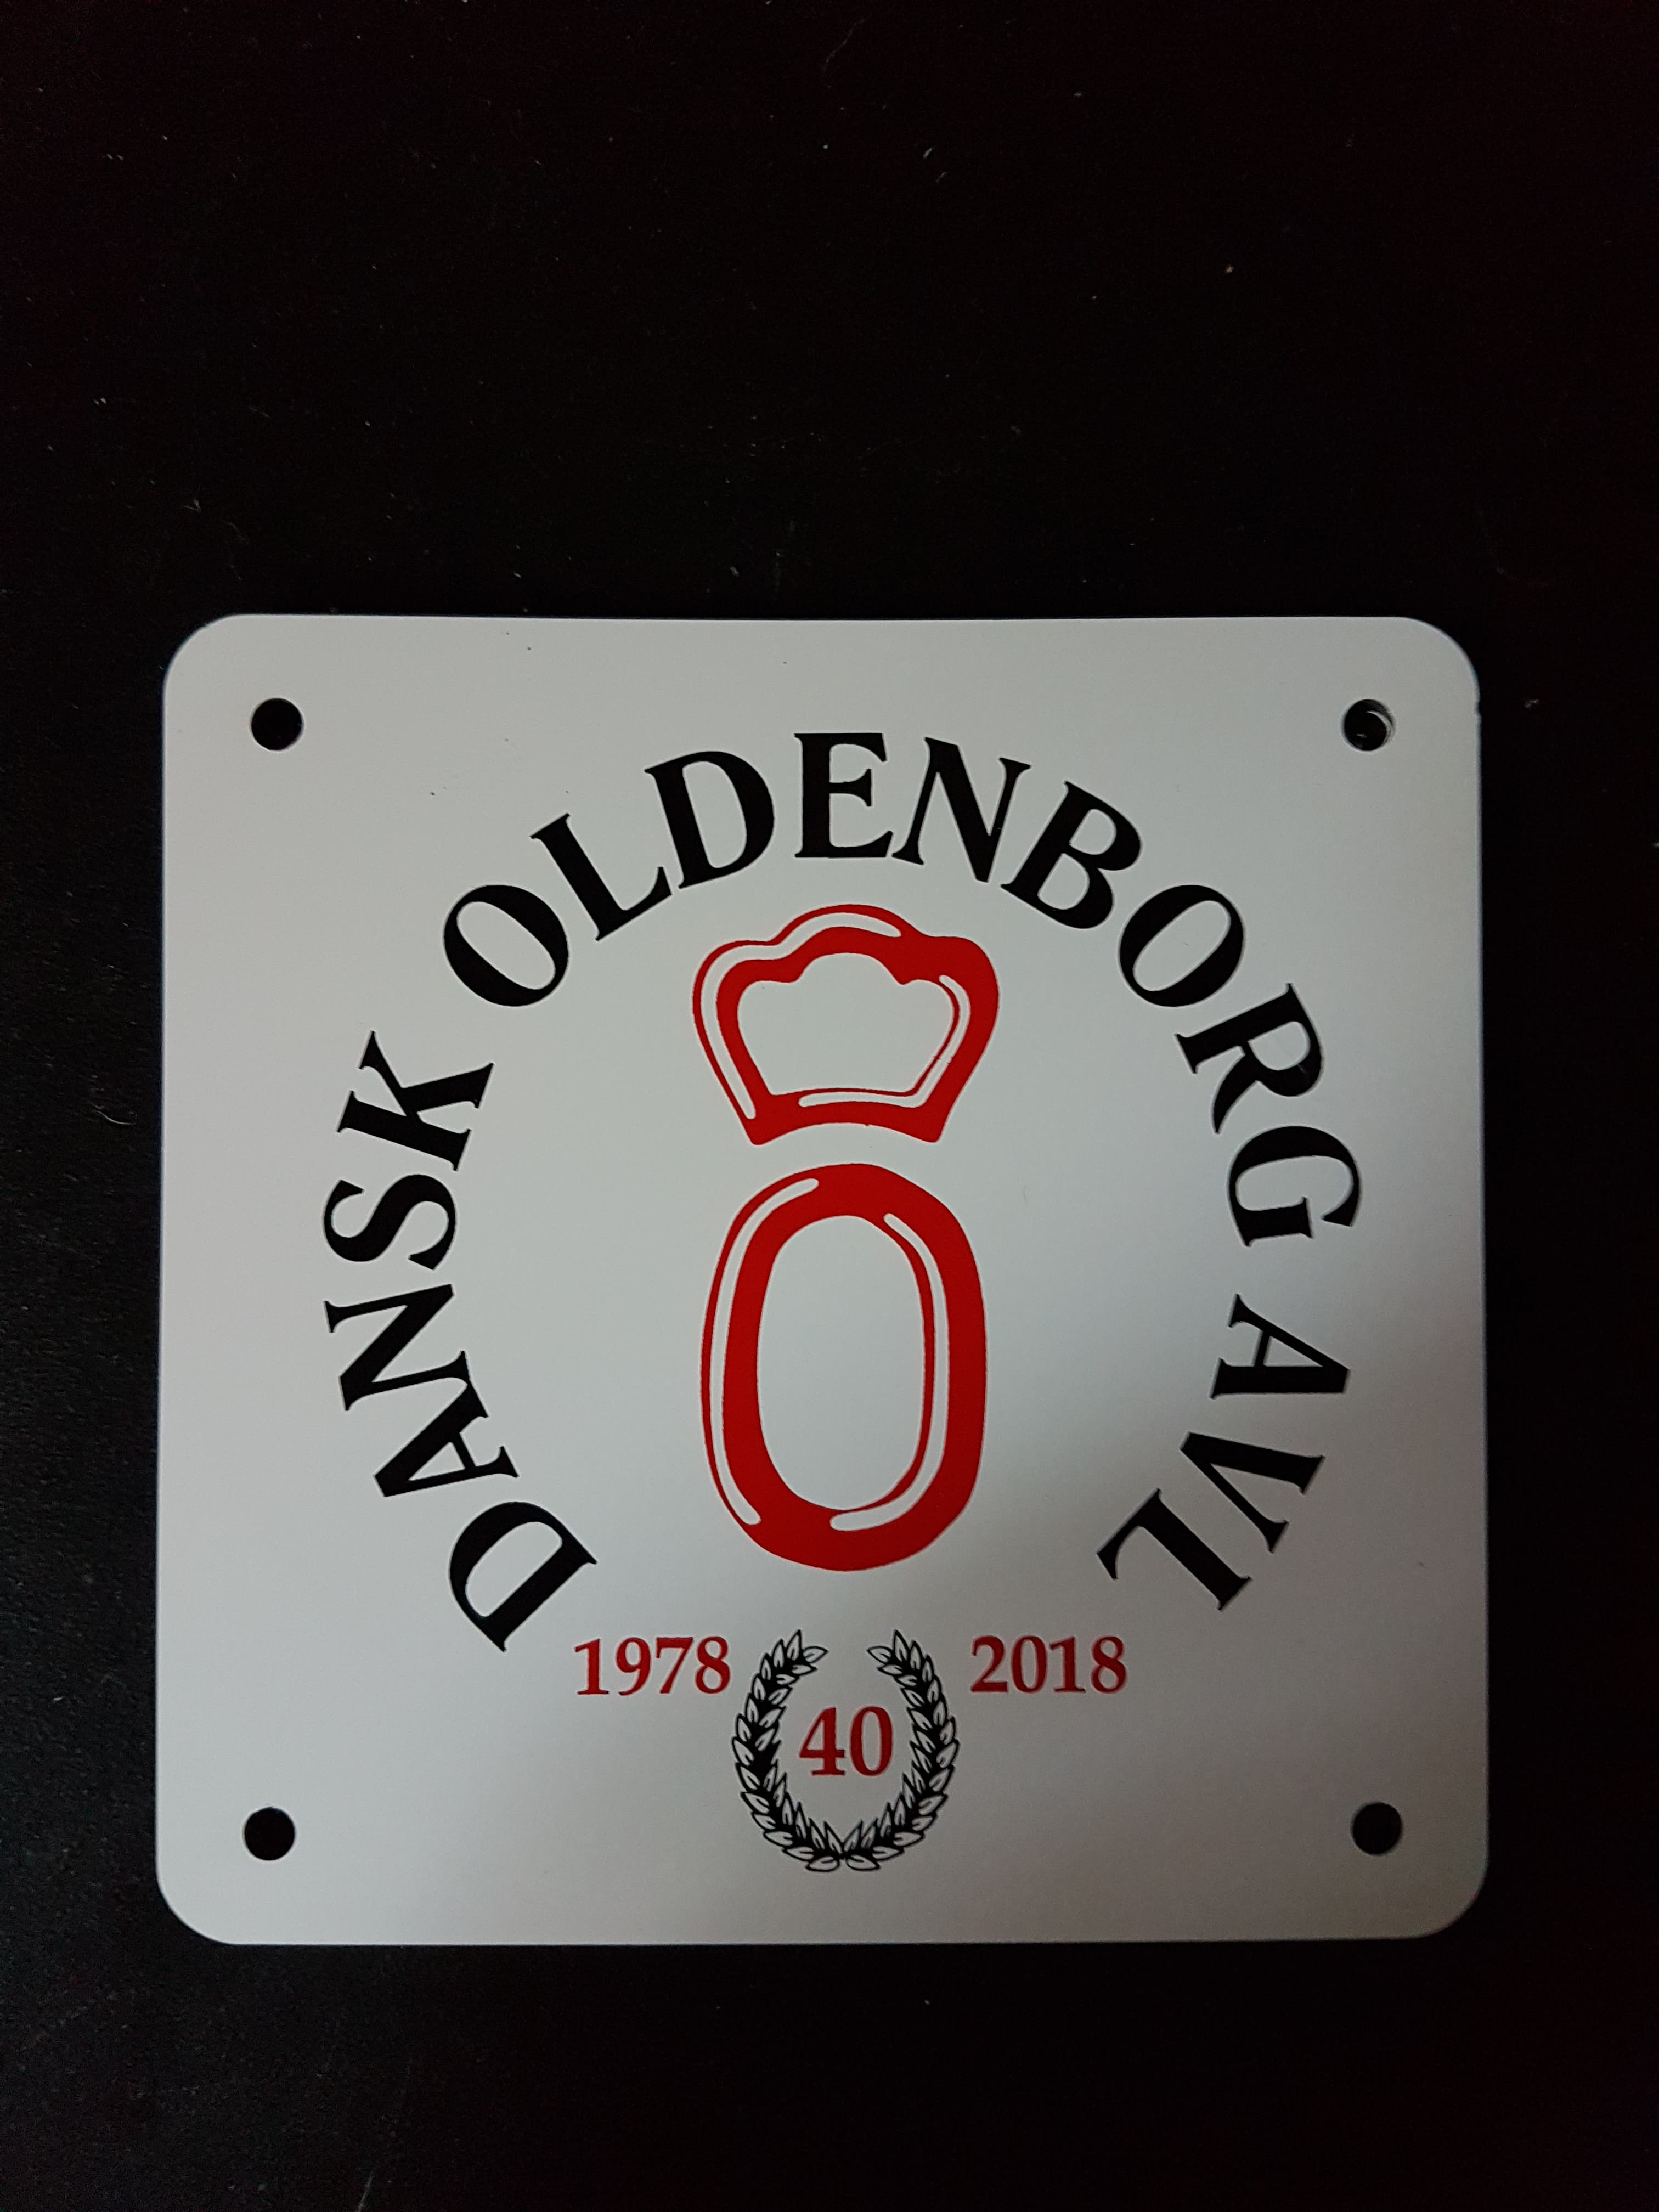 DANSK OLDENBORG AVL
O
1978 2018
40